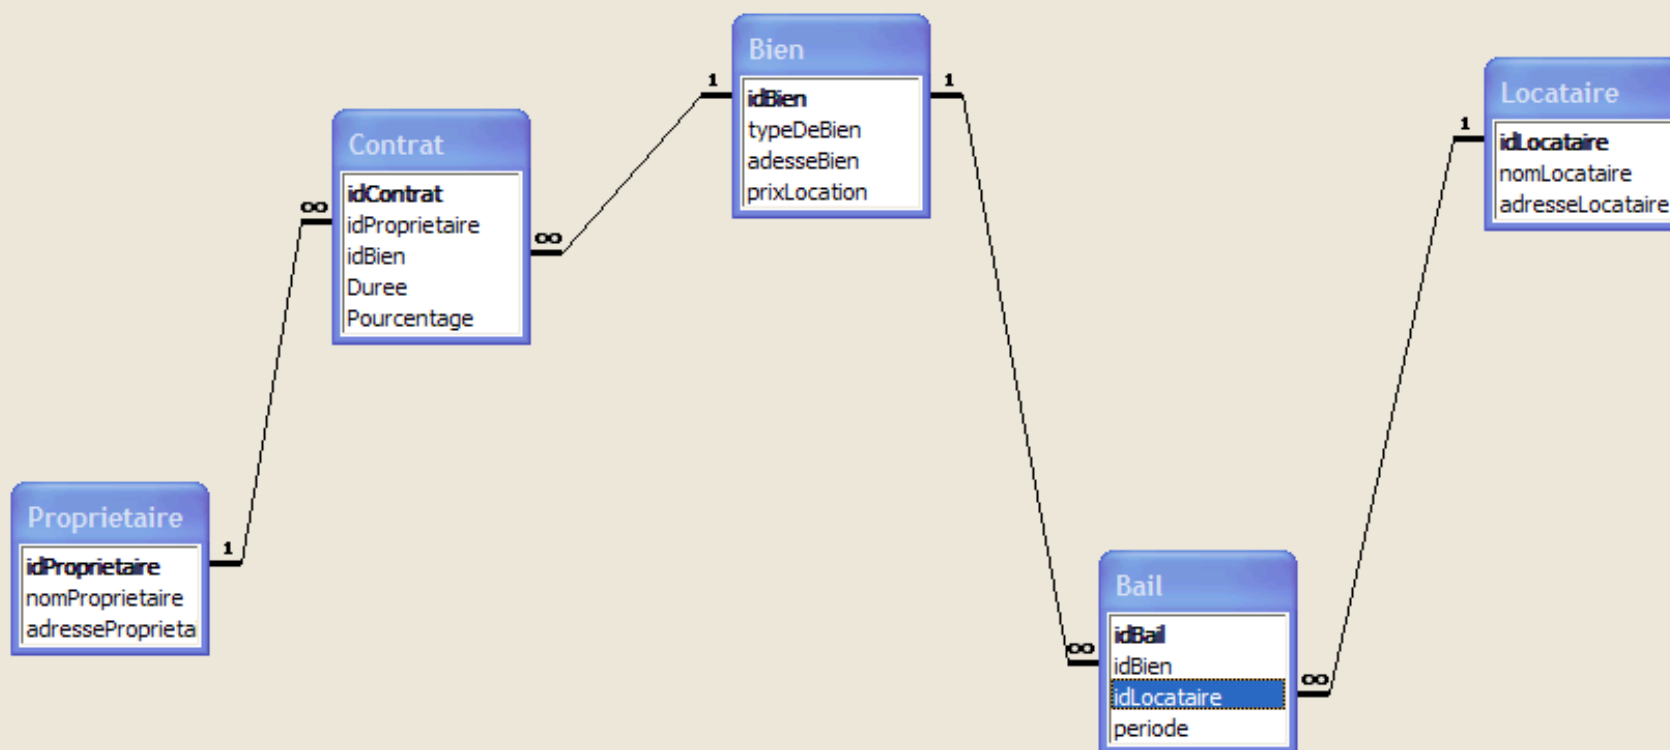 Bien
idBien
typeDeBien
adesseBien
prixLocation
1
1
Locataire
idLocataire
nomLocataire
adresseLocataire
1
Contrat
idContrat
idProprietaire
idBien
Duree
Pourcentage
∞
∞
Proprietaire
idProprietaire
nomProprietaire
adresseProprieta
1
Bail
idBail
idBien
idLocataire
periode
∞
∞